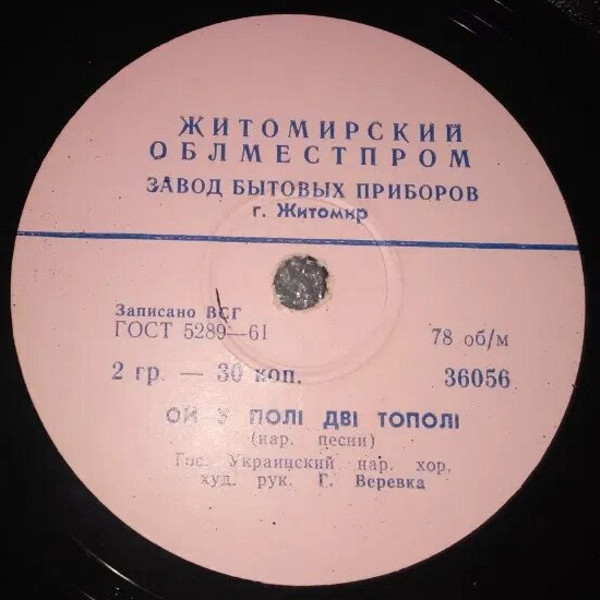 ЖИТОМИРСКИЙ
ОБЛМЕСТПРОМ
ЗАВОД БЫТОВЫХ ПРИБОРОВ
г. Житомир
Записано ВСГ
ГОСТ 5289—61
78 об/м
2 гр. — 30 коп.
36056
ОЙ У ПОЛІ ДВІ ТОПОЛІ
(нар. песни)
Гос. Украинский нар. хор,
худ. рук. Г. Веревка